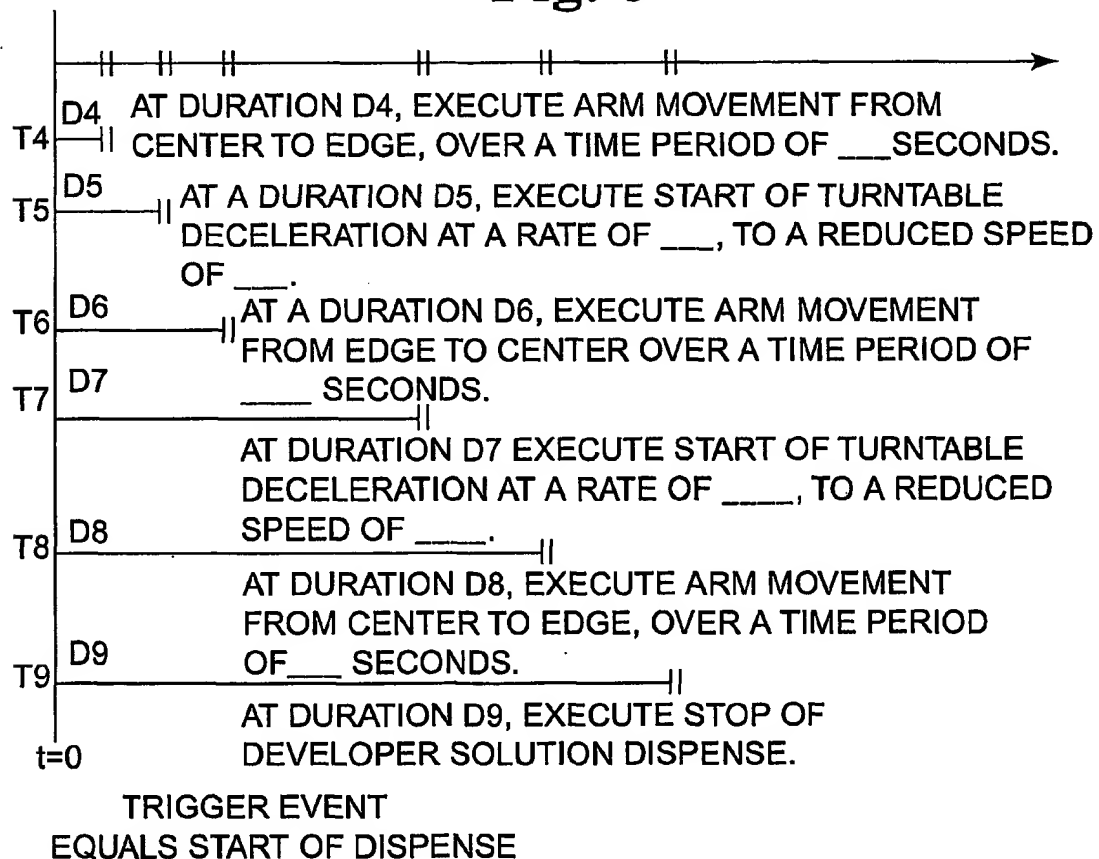 D4 AT DURATION D4, EXECUTE ARM MOVEMENT FROM
T4 CENTER TO EDGE, OVER A TIME PERIOD OF ___SECONDS.
D5
T5 AT A DURATION D5, EXECUTE START OF TURNTABLE
DECELERATION AT A RATE OF ___, TO A REDUCED SPEED
OF ___.
T6 D6 AT A DURATION D6, EXECUTE ARM MOVEMENT
FROM EDGE TO CENTER OVER A TIME PERIOD OF
T7 D7 ____ SECONDS.
AT DURATION D7 EXECUTE START OF TURNTABLE
DECELERATION AT A RATE OF ____, TO A REDUCED
T8 D8 SPEED OF ____.
AT DURATION D8, EXECUTE ARM MOVEMENT
FROM CENTER TO EDGE, OVER A TIME PERIOD
T9 D9 OF___ SECONDS.
AT DURATION D9, EXECUTE STOP OF
t=0 DEVELOPER SOLUTION DISPENSE.
TRIGGER EVENT
EQUALS START OF DISPENSE